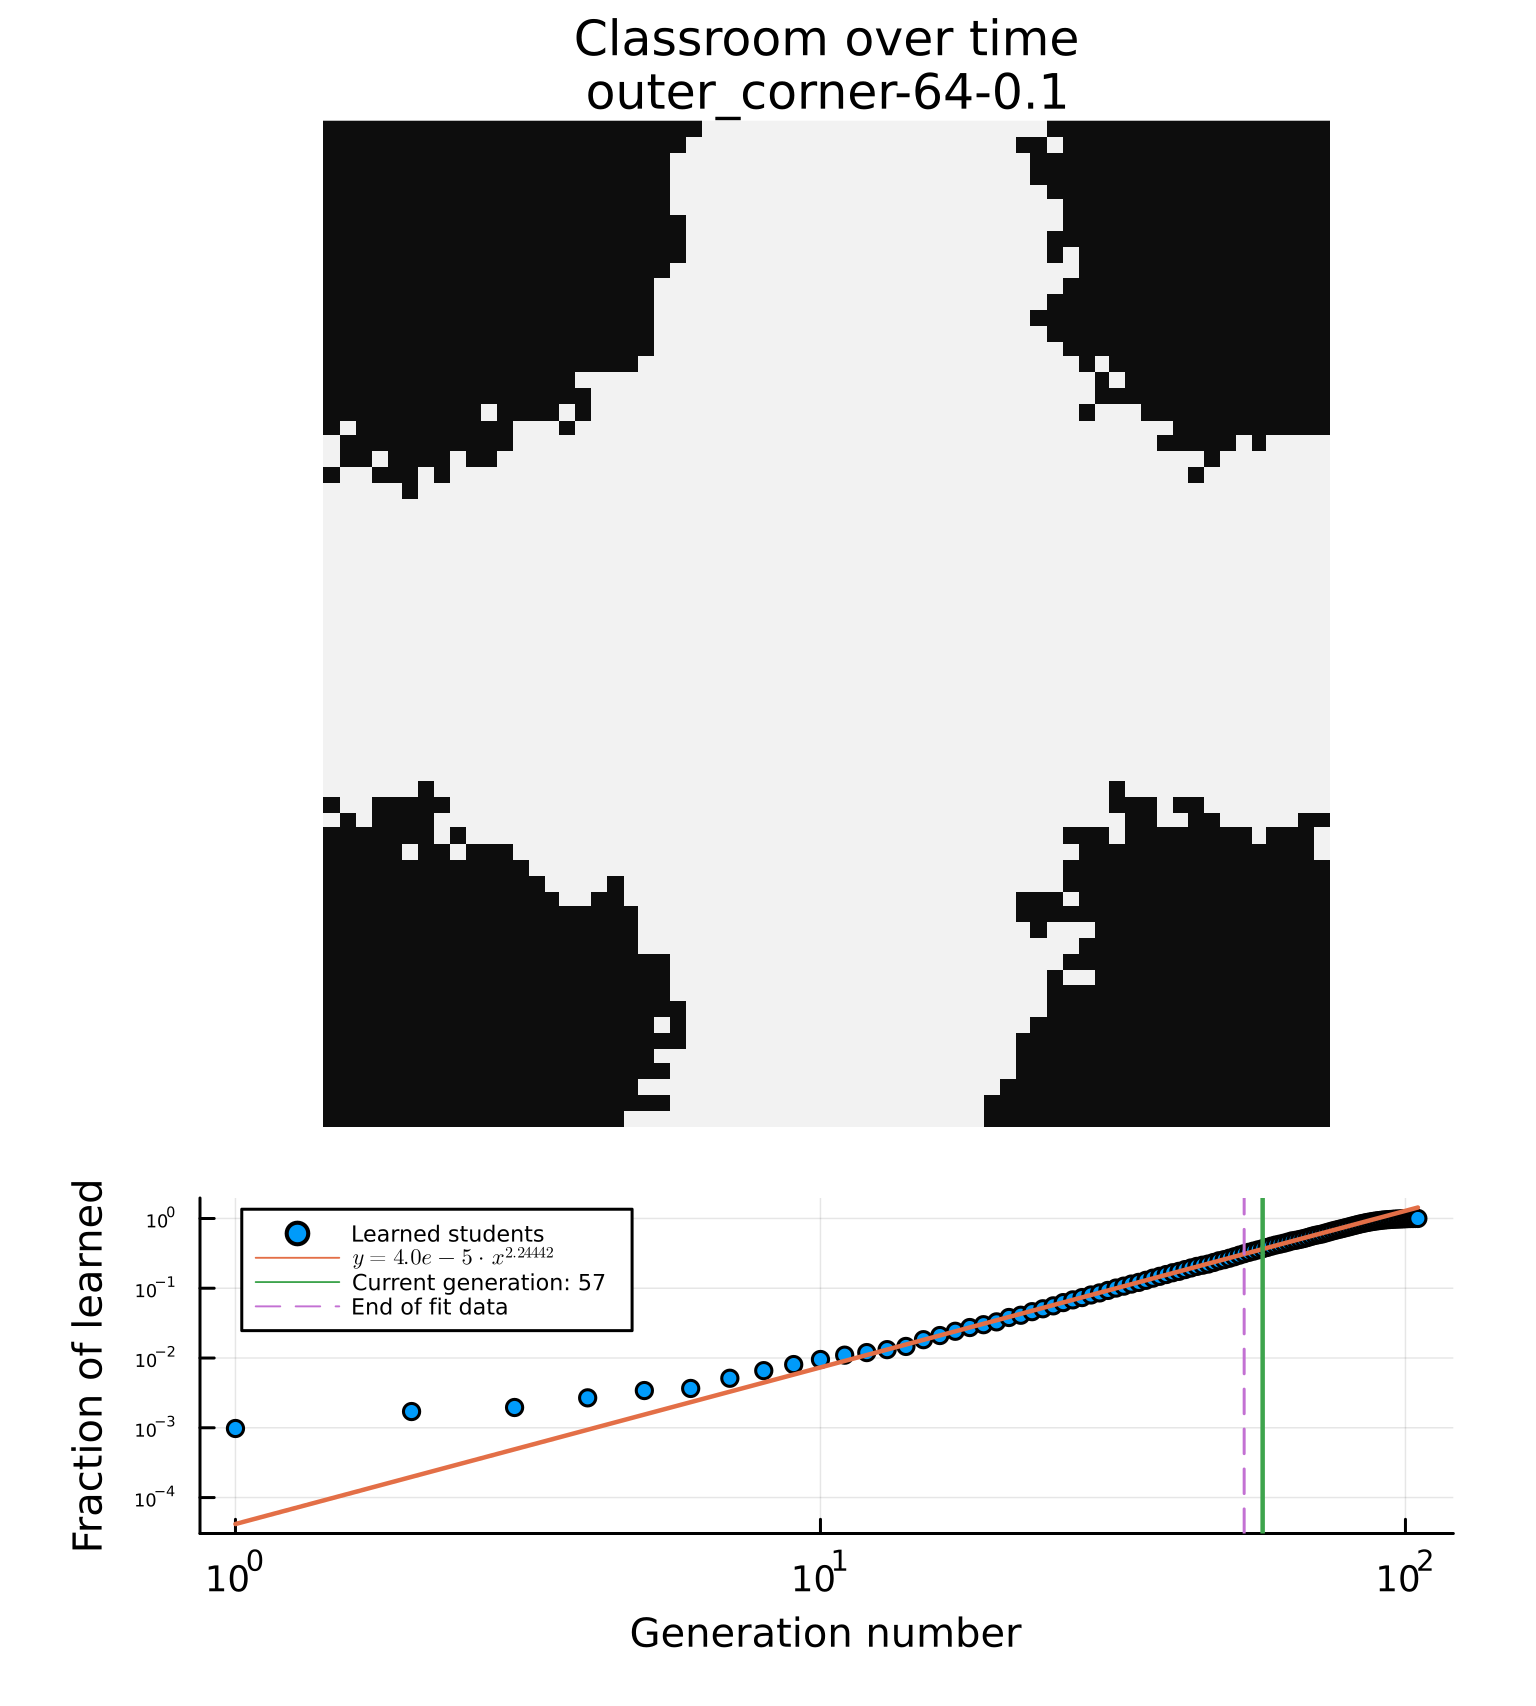 Classroom over time
outer_corner-64-0.1
Fraction of learned
10^0
10^-1
10^-2
10^-3
10^-4
Learned students
y = 4.0e − 5 · x^2.24442
Current generation: 57
End of fit data
10^0 10^1 10^2
Generation number